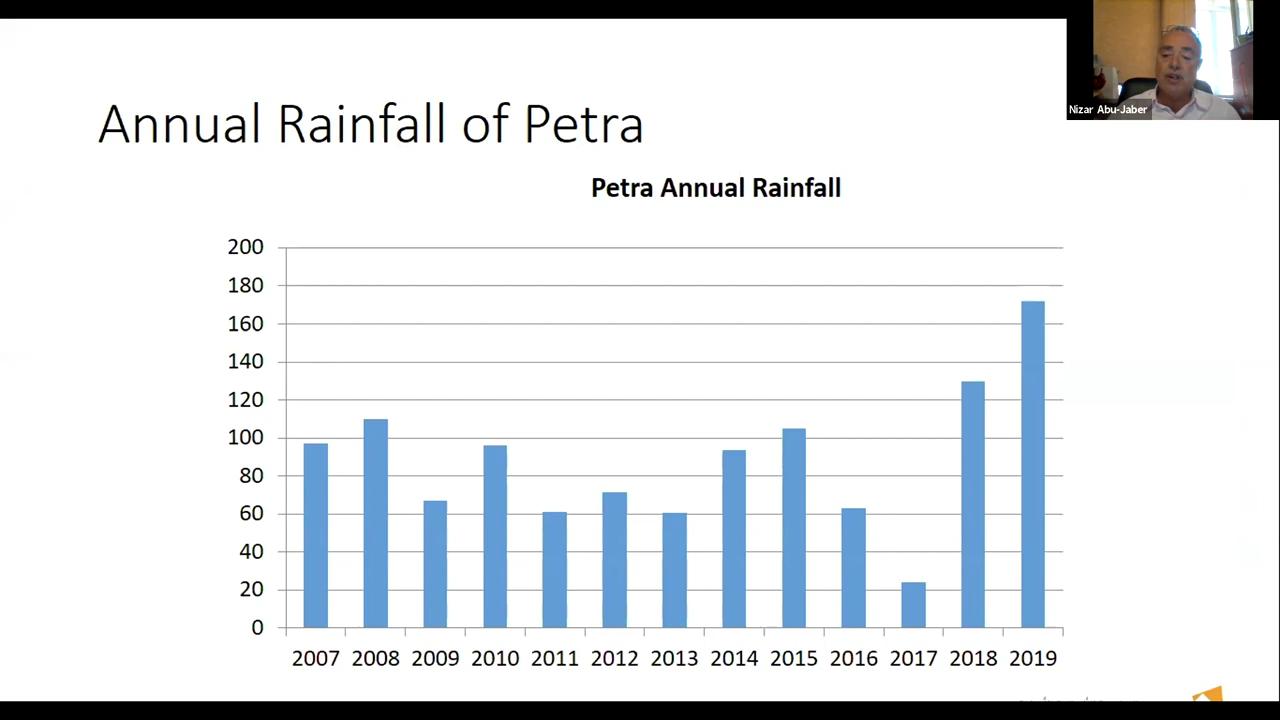 Nizar Abu-Jaber
Annual Rainfall of Petra
Petra Annual Rainfall
200
180
160
140
120
100
80
60
40
20
0
2007 2008 2009 2010 2011 2012 2013 2014 2015 2016 2017 2018 2019